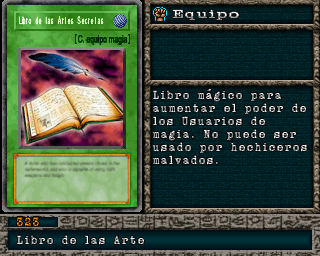 Libro de las Artes Secretas
[C. equipo magia]
Equipo
Libro mágico para
aumentar el poder de
los Usuarios de
magia. No puede ser
usado por hechiceros
malvados.
323
Libro de las Arte